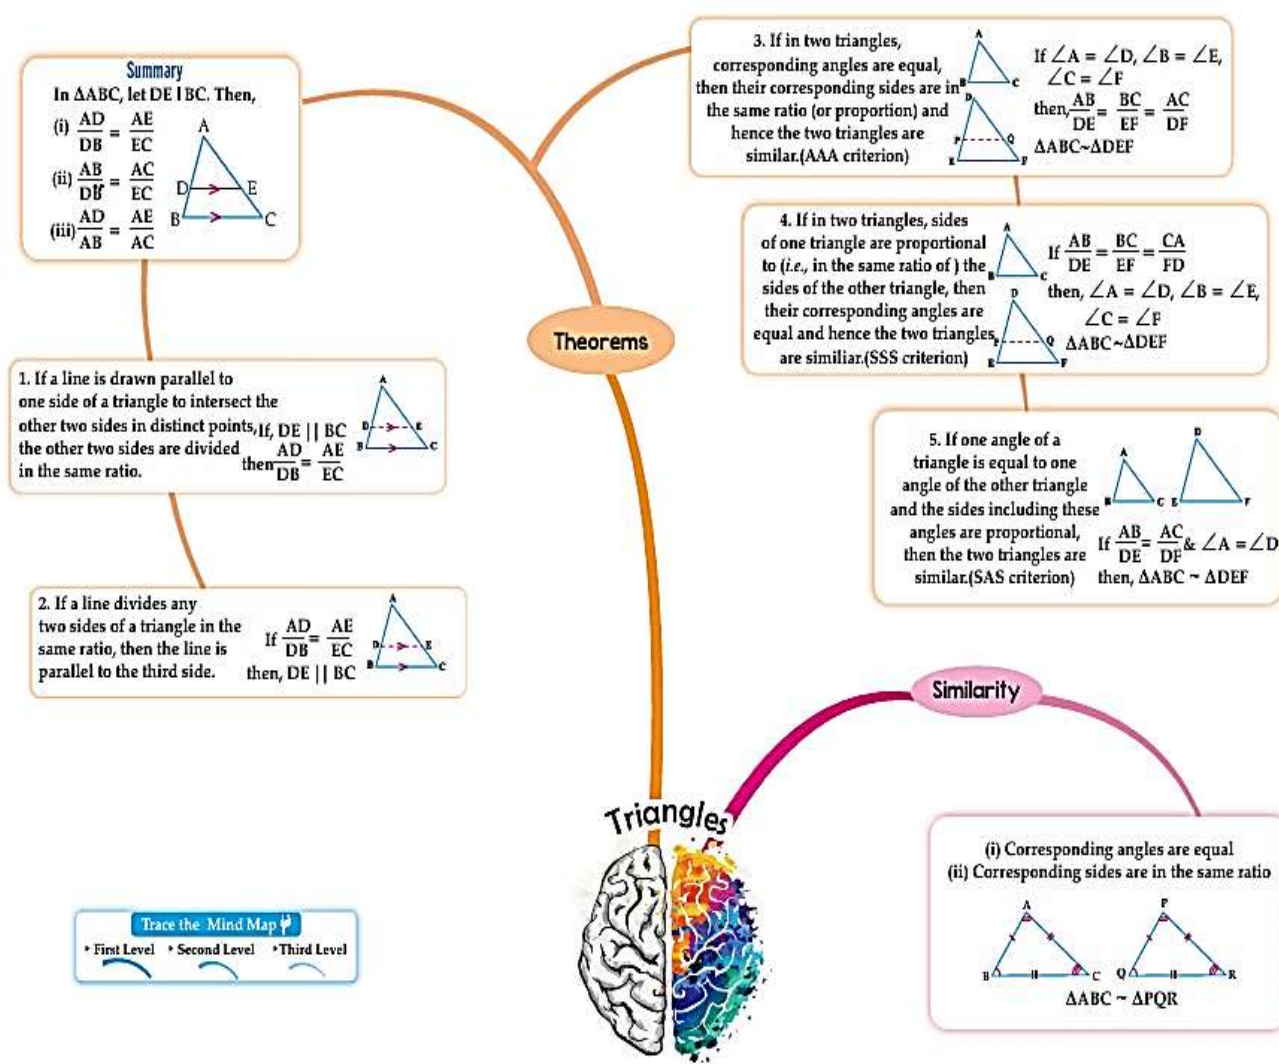 Summary
In ΔABC, let DE | BC. Then,
(i) AD/DB = AE/EC
(ii) AB/DB = AC/EC
(iii) AD/AB = AE/AC
A
D
E
B
C
1. If a line is drawn parallel to
one side of a triangle to intersect the
other two sides in distinct points,
the other two sides are divided
in the same ratio.
If, DE || BC
then AD/DB = AE/EC
A
D
E
B
C
2. If a line divides any
two sides of a triangle in the
same ratio, then the line is
parallel to the third side.
If AD/DB = AE/EC
then, DE || BC
A
D
E
B
C
Theorems
3. If in two triangles,
corresponding angles are equal,
then their corresponding sides are in
the same ratio (or proportion) and
hence the two triangles are
similar.(AAA criterion)
A
B
C
D
P
Q
E
F
If ∠A = ∠D, ∠B = ∠E,
∠C = ∠F
then, AB/DE = BC/EF = AC/DF
ΔABC~ΔDEF
4. If in two triangles, sides
of one triangle are proportional
to (i.e., in the same ratio of ) the
sides of the other triangle, then
their corresponding angles are
equal and hence the two triangles
are similiar.(SSS criterion)
A
B
C
D
P
Q
E
F
If AB/DE = BC/EF = CA/FD
then, ∠A = ∠D, ∠B = ∠E,
∠C = ∠F
ΔABC~ΔDEF
5. If one angle of a
triangle is equal to one
angle of the other triangle
and the sides including these
angles are proportional,
then the two triangles are
similar.(SAS criterion)
A
B
C
D
E
F
If AB/DE = AC/DF & ∠A = ∠D
then, ΔABC ~ ΔDEF
Similarity
(i) Corresponding angles are equal
(ii) Corresponding sides are in the same ratio
A
B
C
P
Q
R
ΔABC ~ ΔPQR
Triangles
Trace the Mind Map
First Level
Second Level
Third Level